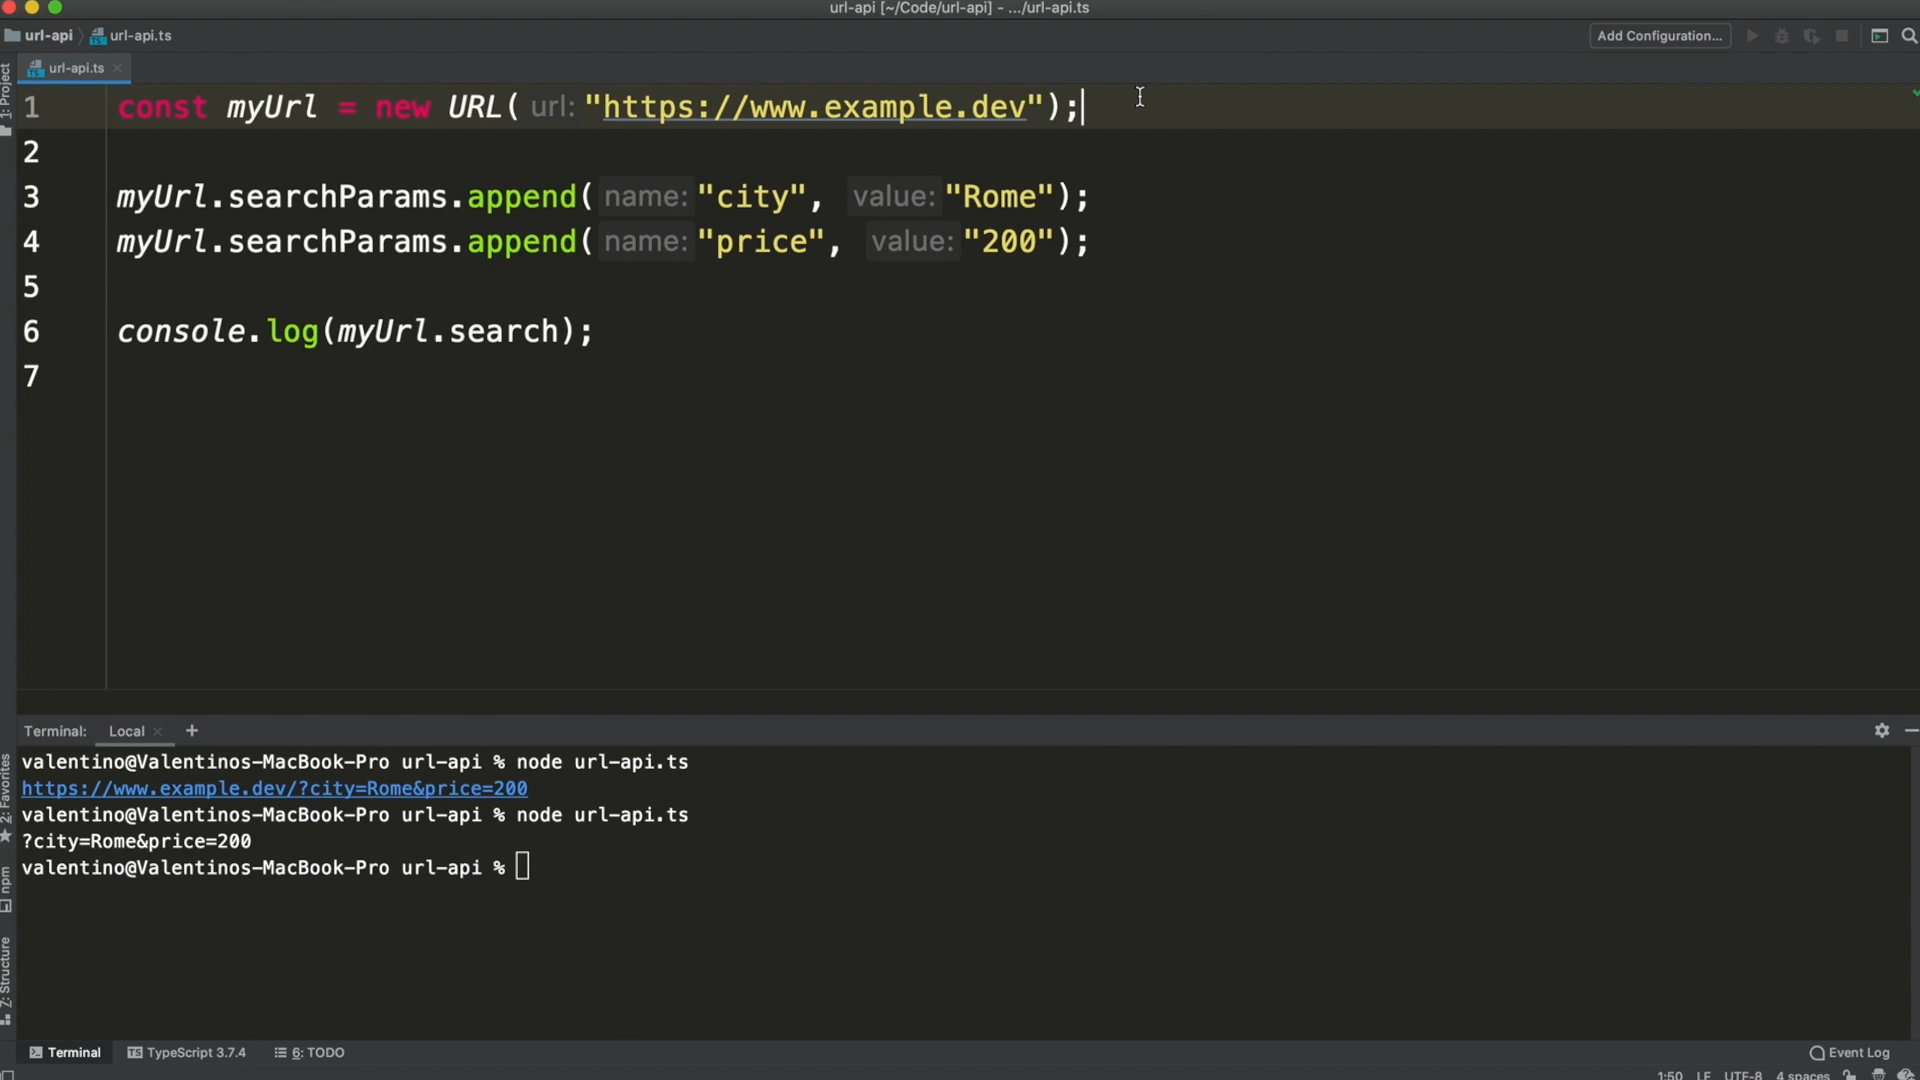 url-api [~/Code/url-api] - .../url-api.ts
url-api url-api.ts Add Configuration...
url-api.ts
1: Project
1 const myUrl = new URL( url: "https://www.example.dev");
2
3 myUrl.searchParams.append( name: "city", value: "Rome");
4 myUrl.searchParams.append( name: "price", value: "200");
5
6 console.log(myUrl.search);
7
Terminal: Local +
valentino@Valentinos-MacBook-Pro url-api % node url-api.ts
https://www.example.dev/?city=Rome&price=200
valentino@Valentinos-MacBook-Pro url-api % node url-api.ts
?city=Rome&price=200
valentino@Valentinos-MacBook-Pro url-api %
2: Favorites
npm
7: Structure
Terminal TS TypeScript 3.7.4 6: TODO Event Log
1:50 LF UTF-8 4 spaces